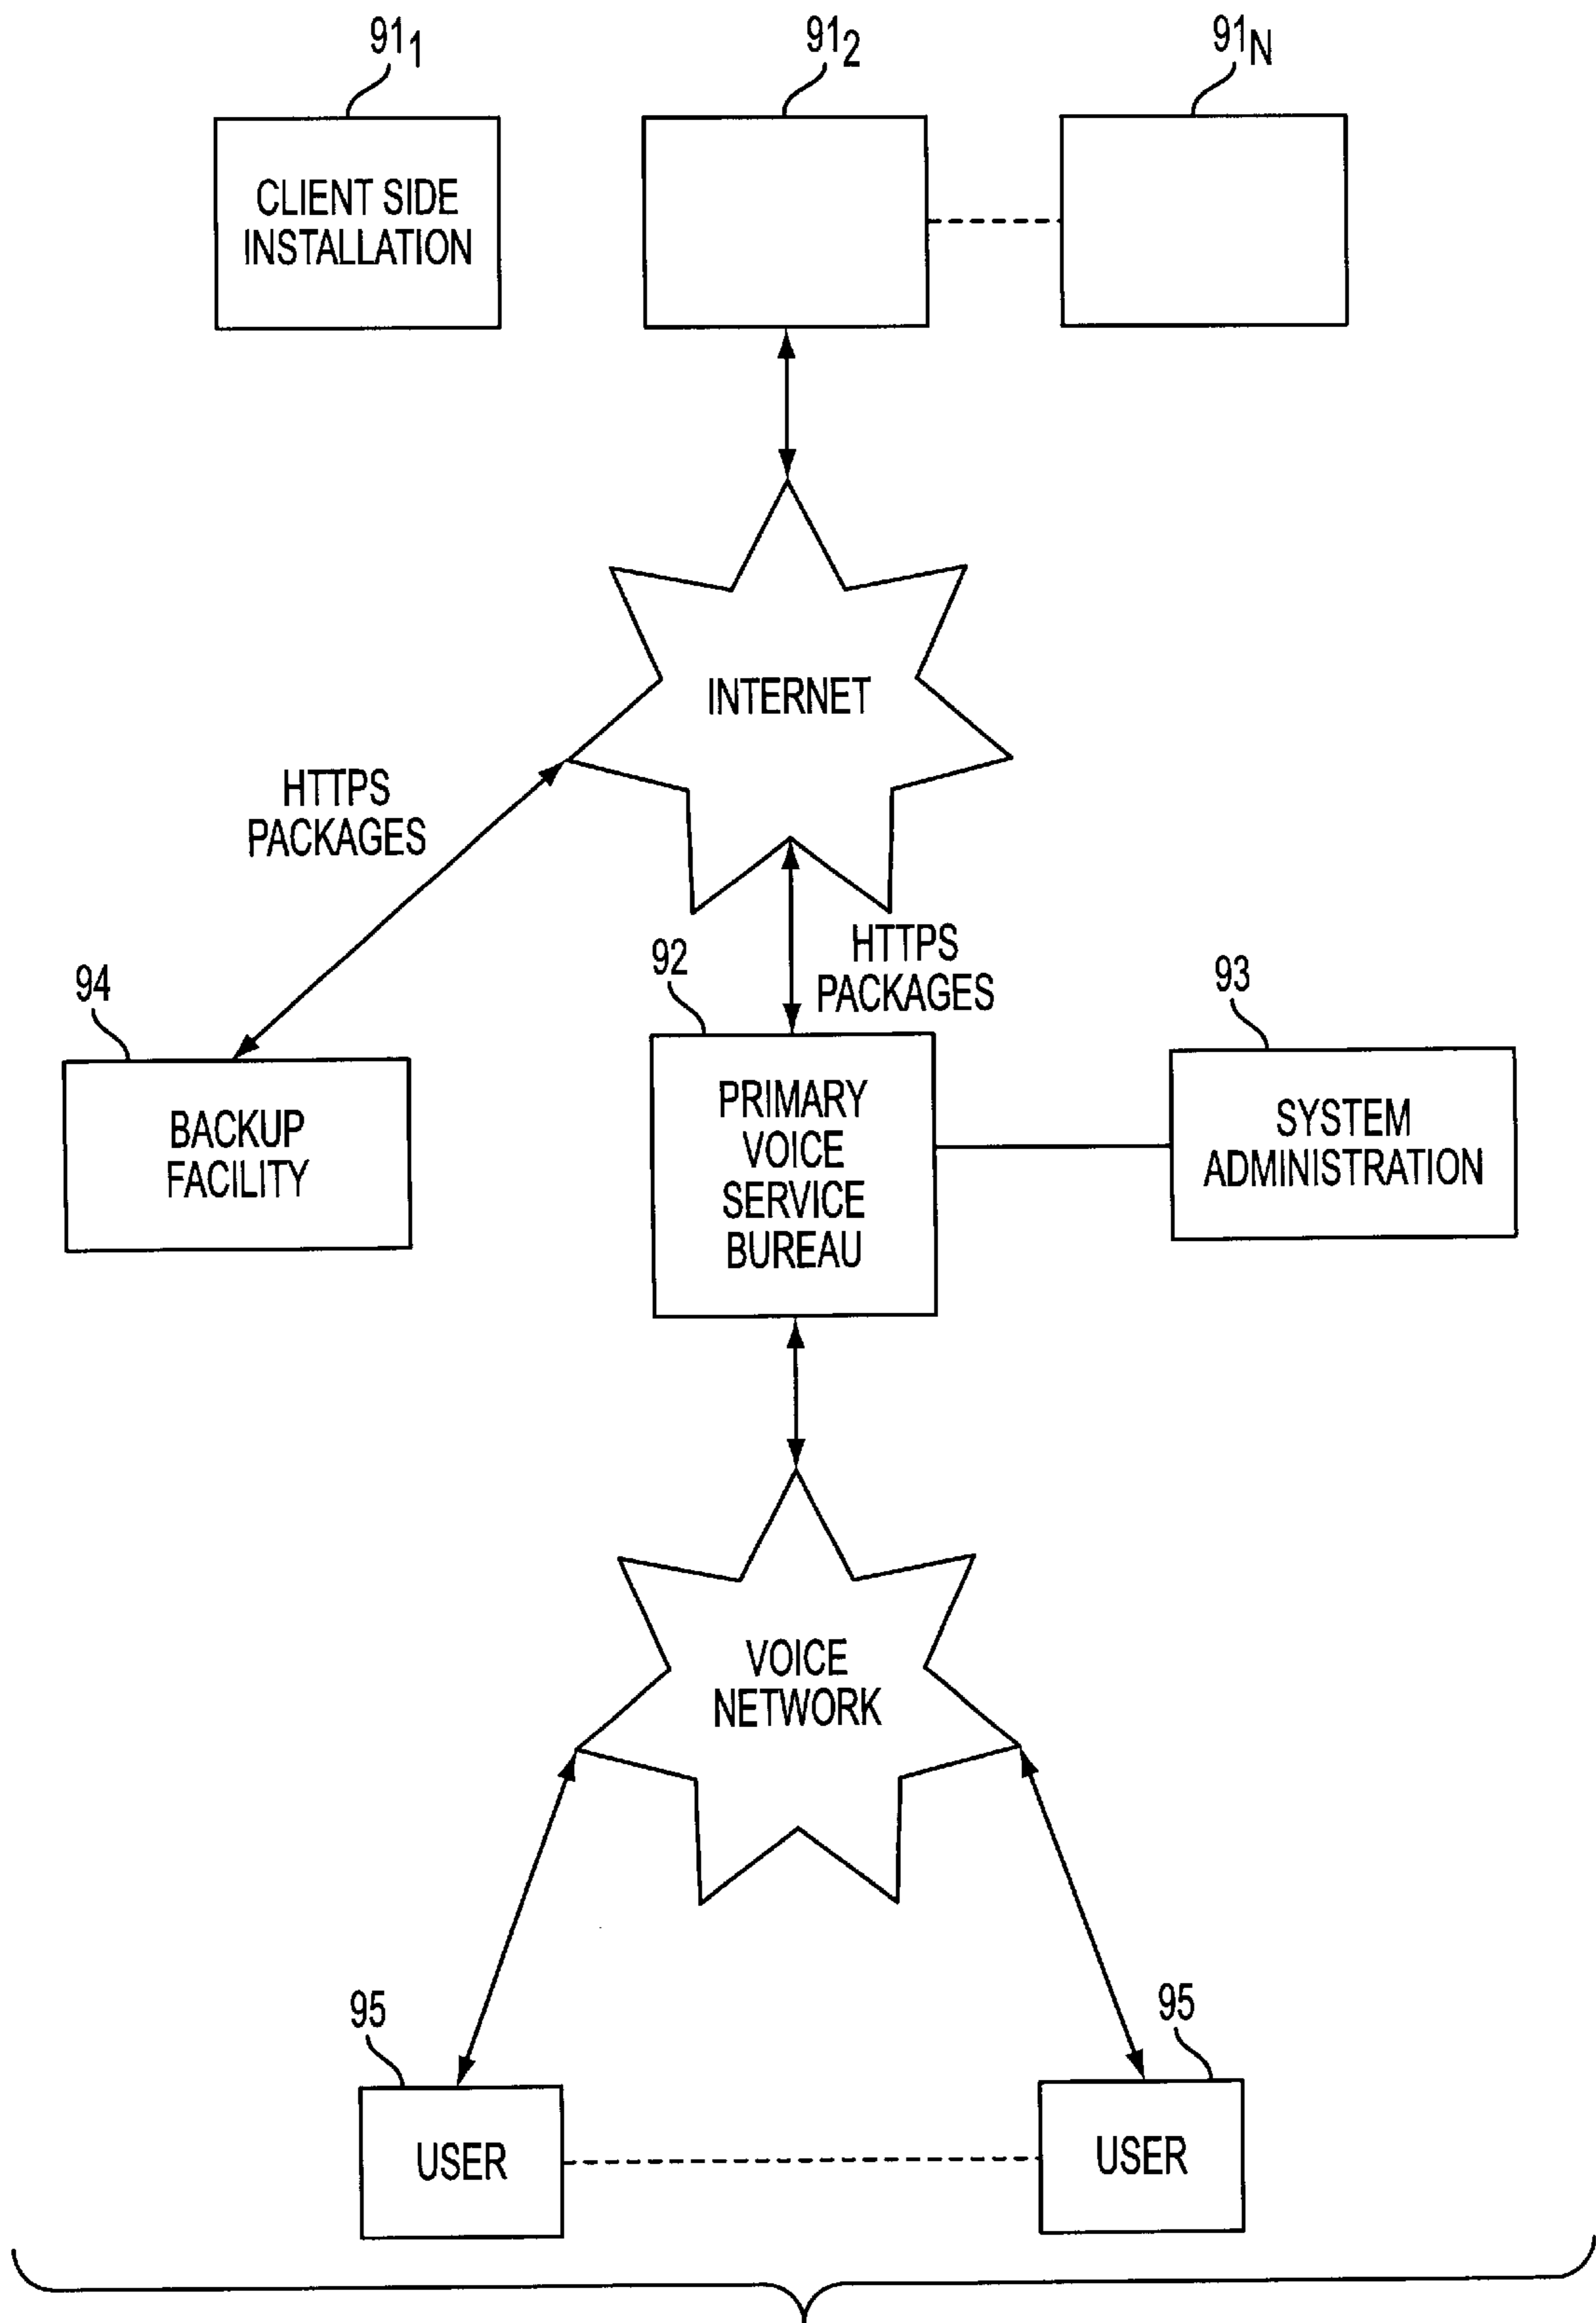 91₁
91₂
91N
CLIENT SIDE
INSTALLATION
INTERNET
HTTPS
PACKAGES
HTTPS
PACKAGES
94
92
93
BACKUP
FACILITY
PRIMARY
VOICE
SERVICE
BUREAU
SYSTEM
ADMINISTRATION
VOICE
NETWORK
95
95
USER
USER